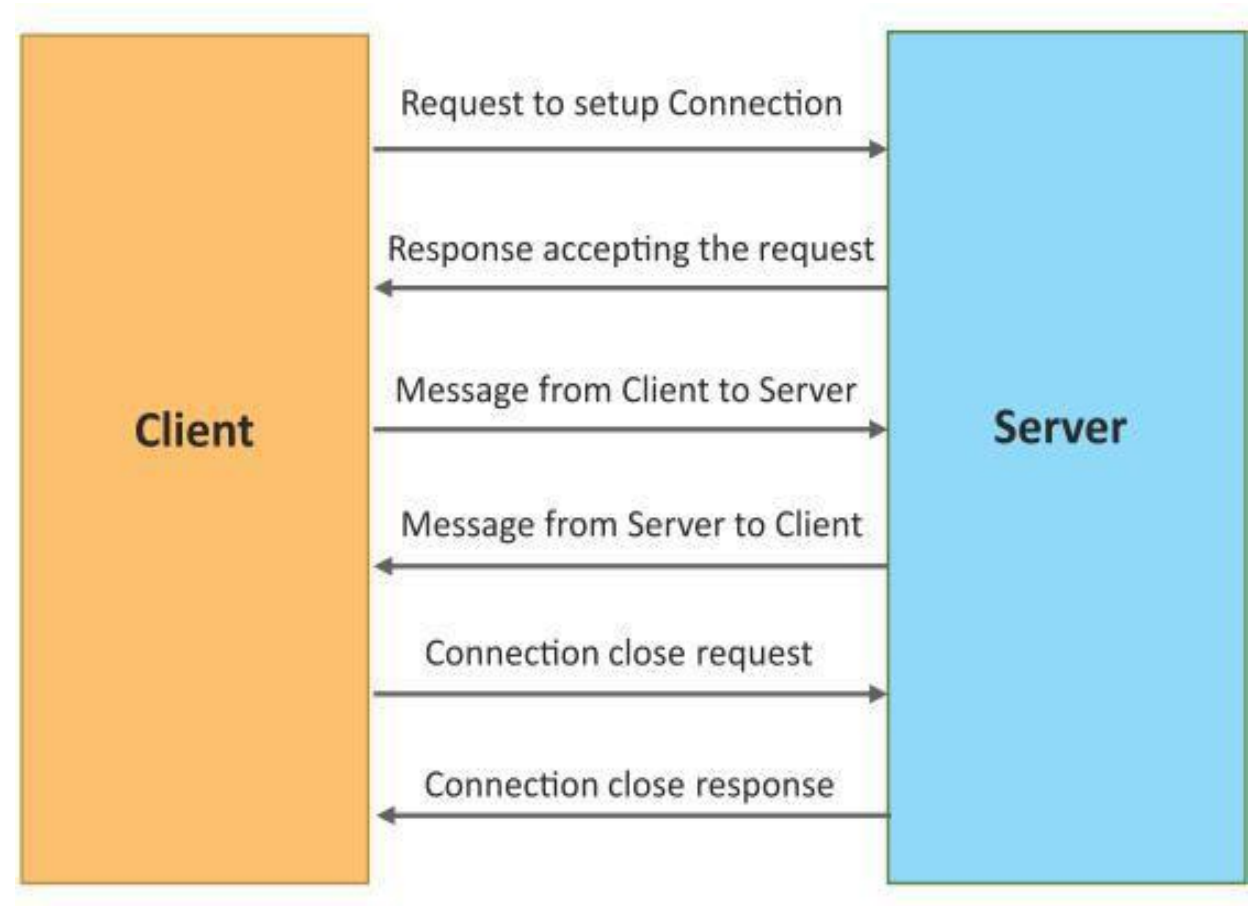 Request to setup Connection
Response accepting the request
Message from Client to Server
Client
Server
Message from Server to Client
Connection close request
Connection close response